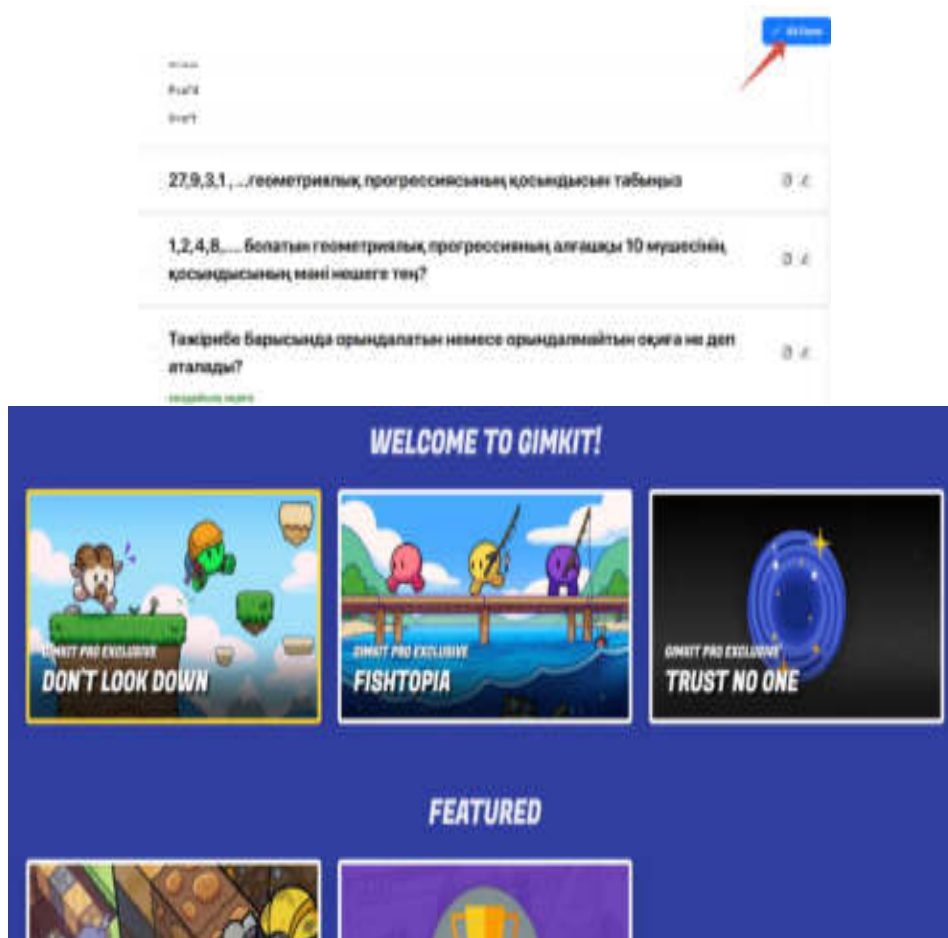 27,9,3,1, ...геометриялық прогрессиясының қосындысын табыңыз
1,2,4,8,.... болатын геометриялық прогрессияның алғашқы 10 мүшесінің
қосындысының мәні нешеге тең?
Тәжірибе барысында орындалатын немесе орындалмайтын оқиға не деп
аталады?
WELCOME TO GIMKIT!
GIMKIT PRO EXCLUSIVE
DON'T LOOK DOWN
GIMKIT PRO EXCLUSIVE
FISHTOPIA
GIMKIT PRO EXCLUSIVE
TRUST NO ONE
FEATURED